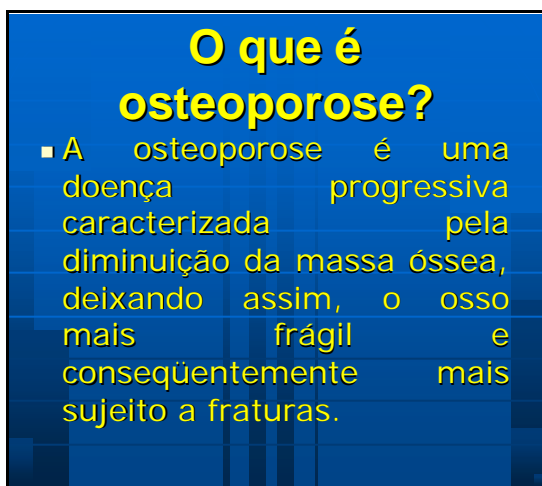 O que é
osteoporose?
A osteoporose é uma
doença progressiva
caracterizada pela
diminuição da massa óssea,
deixando assim, o osso
mais frágil e
conseqüentemente mais
sujeito a fraturas.